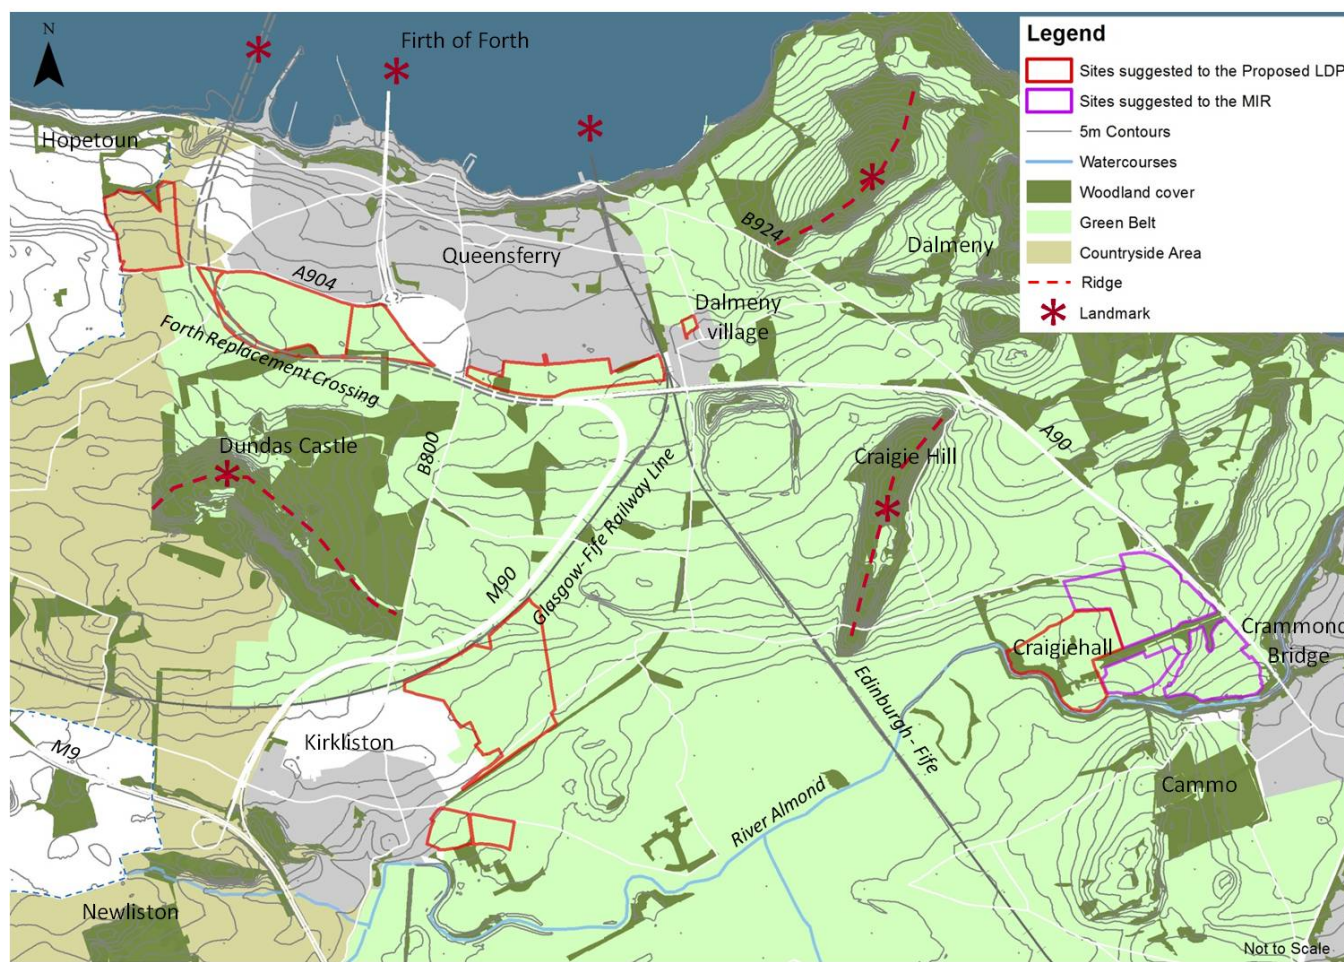 N
Firth of Forth
Hopetoun
B924
Dalmeny
Queensferry
A904
Dalmeny
village
Forth Replacement Crossing
Dundas Castle
B800
Craigie Hill
A90
M90
Glasgow- Fife Railway Line
Craigiehall
Crammond
Bridge
Edinburgh - Fife
Kirkliston
M9
Cammo
River Almond
Newliston
Not to Scale
Legend
Sites suggested to the Proposed LDP
Sites suggested to the MIR
5m Contours
Watercourses
Woodland cover
Green Belt
Countryside Area
Ridge
Landmark